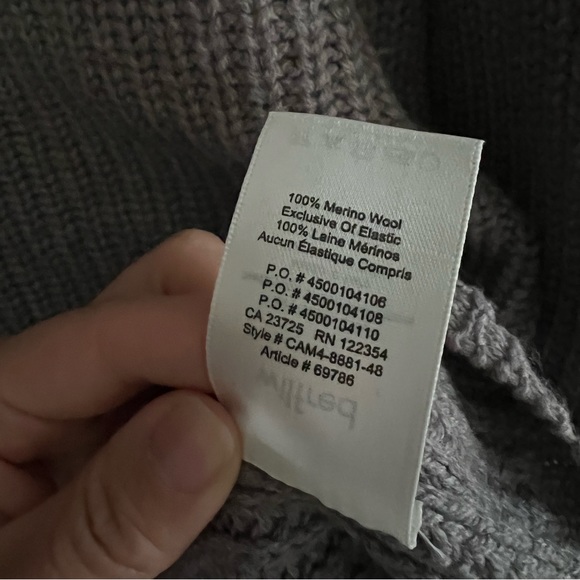 100% Merino Wool
Exclusive Of Elastic
100% Laine Mérinos
Aucun Élastique Compris
P.O. # 4500104106
P.O. # 4500104108
P.O. # 4500104110
CA 23725 RN 122354
Style # CAM4-8881-48
Article # 69786
wilfred